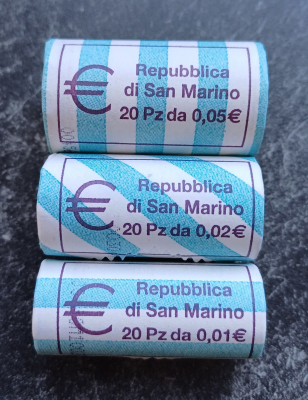 €
Repubblica
di San Marino
20 Pz da 0,05€
€
Repubblica
di San Marino
20 Pz da 0,02€
€
Repubblica
di San Marino
20 Pz da 0,01€